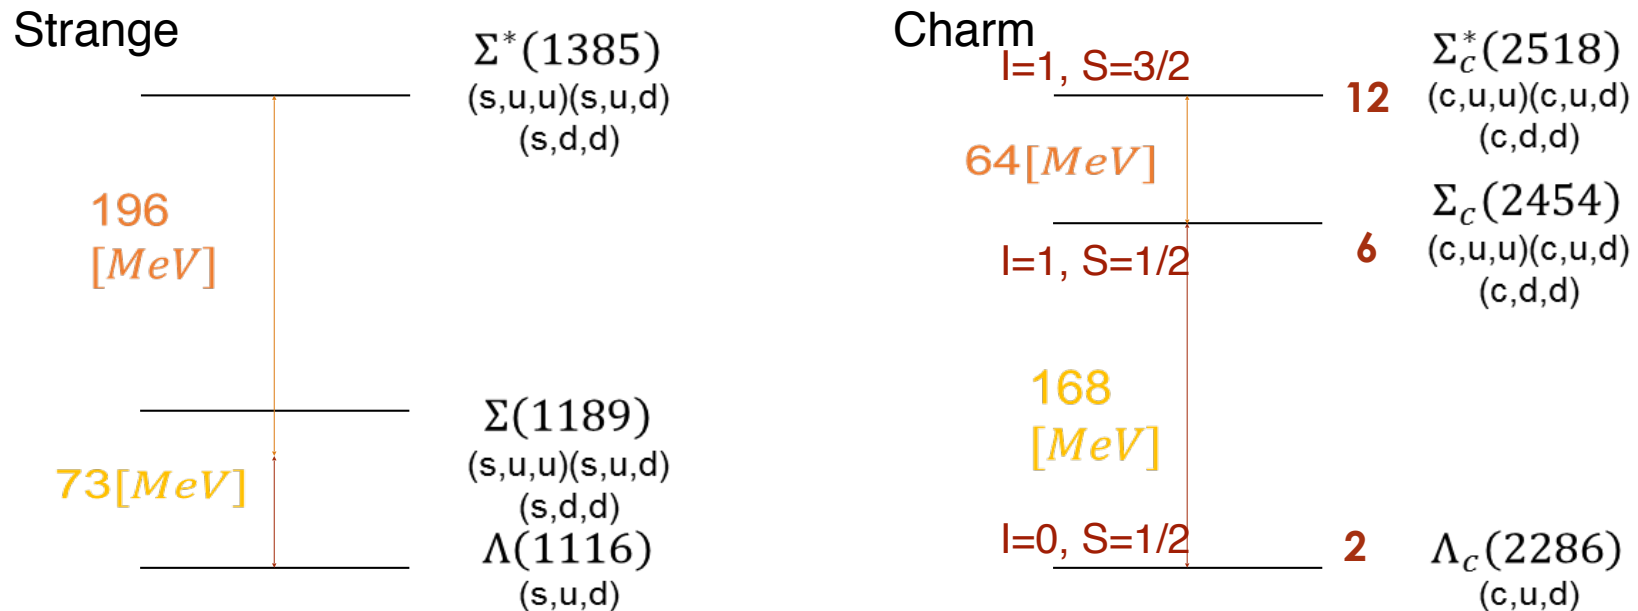 Strange
Σ*(1385)
(s,u,u)(s,u,d)
(s,d,d)
196
[MeV]
Σ(1189)
(s,u,u)(s,u,d)
(s,d,d)
73[MeV]
Λ(1116)
(s,u,d)
Charm
I=1, S=3/2
12
Σ*c(2518)
(c,u,u)(c,u,d)
(c,d,d)
64[MeV]
Σc(2454)
(c,u,u)(c,u,d)
(c,d,d)
I=1, S=1/2
6
168
[MeV]
I=0, S=1/2
2
Λc(2286)
(c,u,d)